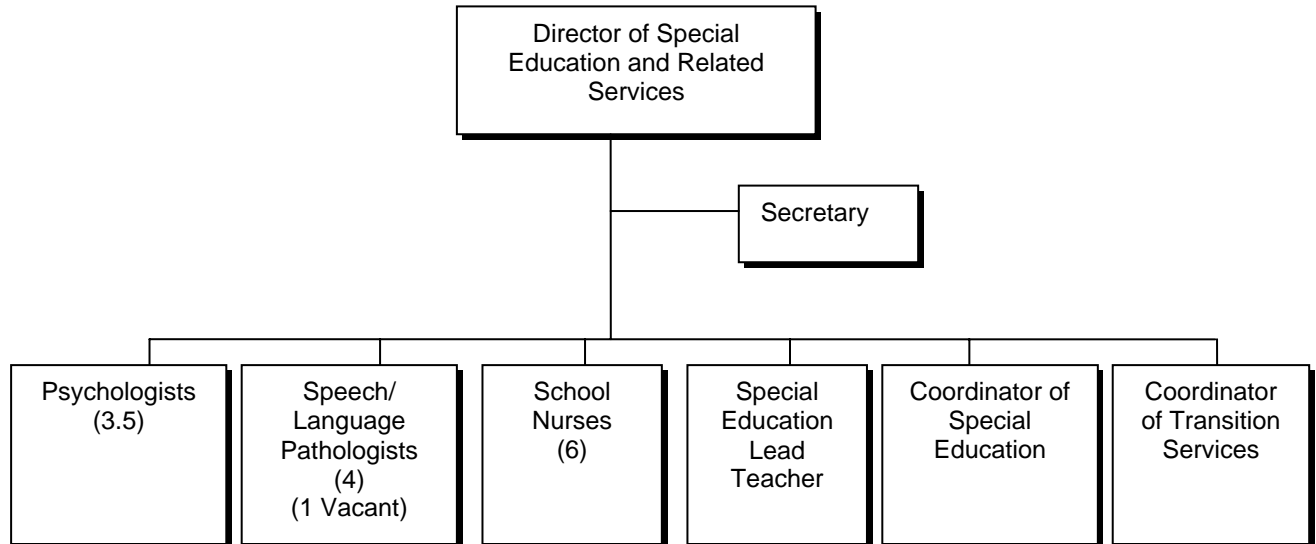 Director of Special
Education and Related
Services
Secretary
Psychologists
(3.5)
Speech/
Language
Pathologists
(4)
(1 Vacant)
School
Nurses
(6)
Special
Education
Lead
Teacher
Coordinator of
Special
Education
Coordinator
of Transition
Services